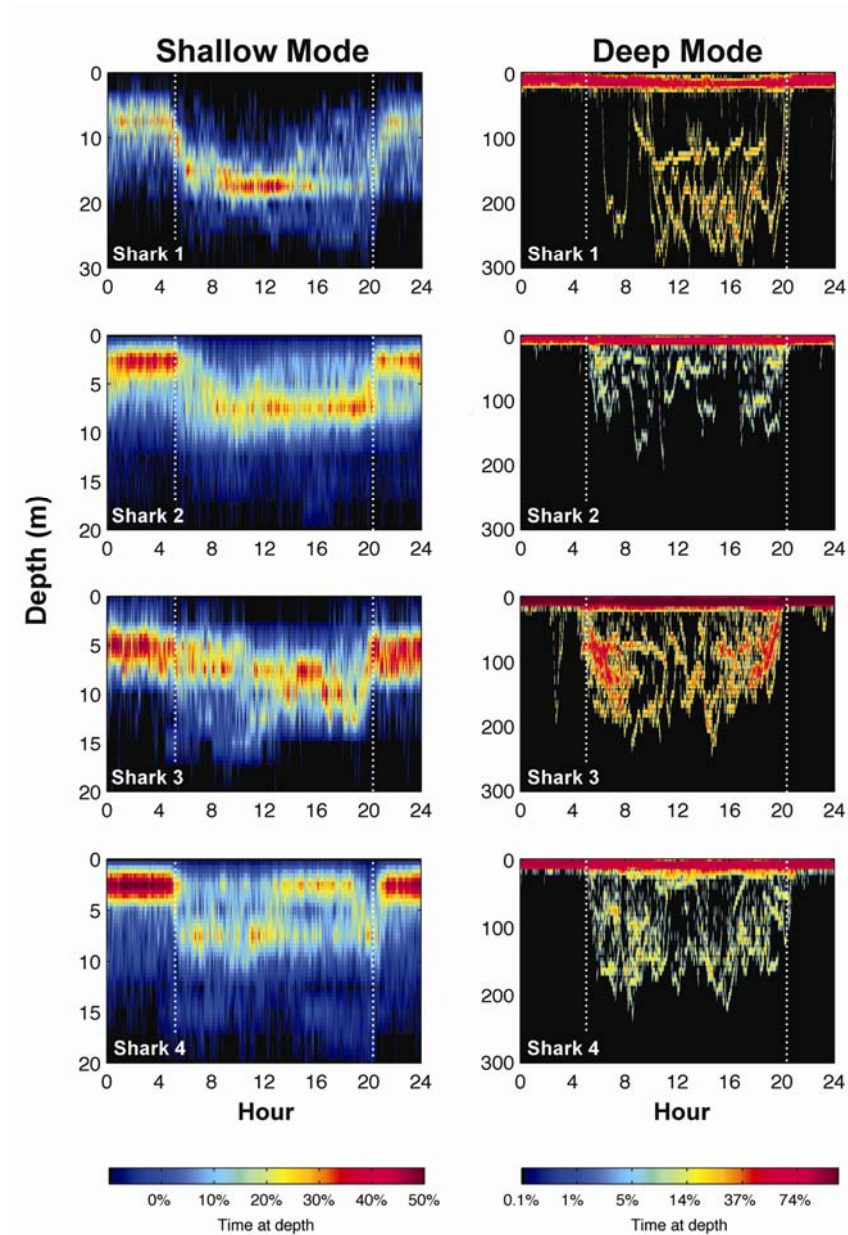 Shallow Mode
Deep Mode
Depth (m)
0
10
20
30
Shark 1
0 4 8 12 16 20 24
0
100
200
300
Shark 1
0 4 8 12 16 20 24
0
5
10
15
20
Shark 2
0 4 8 12 16 20 24
0
100
200
300
Shark 2
0 4 8 12 16 20 24
0
5
10
15
20
Shark 3
0 4 8 12 16 20 24
0
100
200
300
Shark 3
0 4 8 12 16 20 24
0
5
10
15
20
Shark 4
0 4 8 12 16 20 24
Hour
0
100
200
300
Shark 4
0 4 8 12 16 20 24
Hour
0% 10% 20% 30% 40% 50%
Time at depth
0.1% 1% 5% 14% 37% 74%
Time at depth